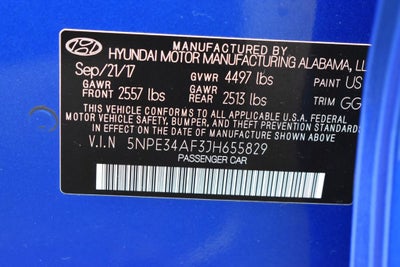 MANUFACTURED BY
HYUNDAI MOTOR MANUFACTURING ALABAMA, LL
Sep/21/17 GVWR 4497 lbs PAINT US
GAWR FRONT 2557 lbs GAWR REAR 2513 lbs TRIM GG
THIS VEHICLE CONFORMS TO ALL APPLICABLE U.S.A. FEDERAL
MOTOR VEHICLE SAFETY, BUMPER, AND THEFT PREVENTION STANDARDS
IN EFFECT ON THE DATE OF MANUFACTURE SHOWN ABOVE.
V.I.N 5NPE34AF3JH655829
PASSENGER CAR